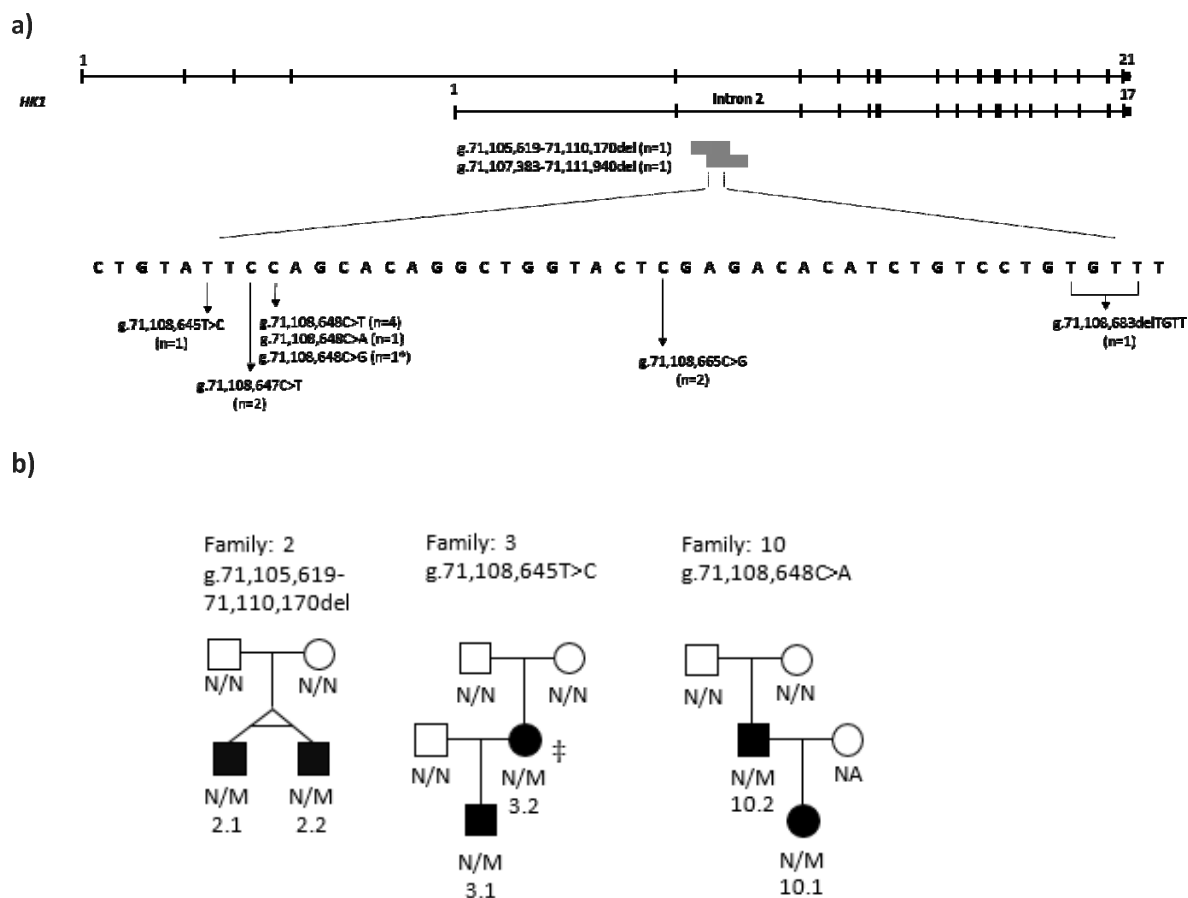 a)
1
21
HK1
1
Intron 2
17
g.71,105,619-71,110,170del (n=1)
g.71,107,383-71,111,940del (n=1)
C T G T A T T C C A G C A C A G G C T G G T A C T C G A G A C A C A T C T G T C C T G T G T T T
g.71,108,645T>C
(n=1)
g.71,108,648C>T (n=4)
g.71,108,648C>A (n=1)
g.71,108,648C>G (n=1*)
g.71,108,647C>T
(n=2)
g.71,108,665C>G
(n=2)
g.71,108,683delTGTT
(n=1)
b)
Family: 2
g.71,105,619-
71,110,170del
N/N N/N
N/M N/M
2.1 2.2
Family: 3
g.71,108,645T>C
N/N N/N
‡
N/N N/M
3.2
N/M
3.1
Family: 10
g.71,108,648C>A
N/N N/N
N/M NA
10.2
N/M
10.1